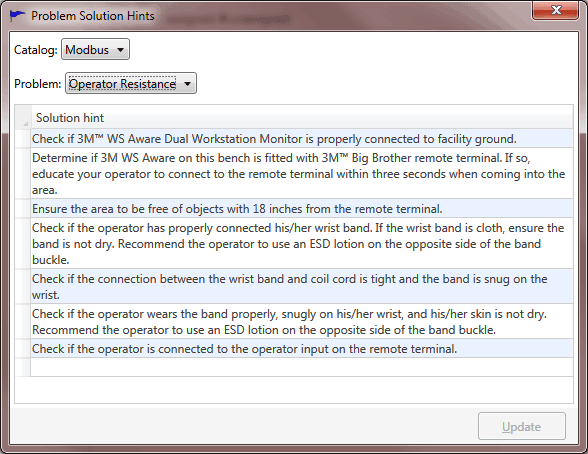 Problem Solution Hints
Catalog: Modbus
Problem: Operator Resistance
Solution hint
Check if 3M™ WS Aware Dual Workstation Monitor is properly connected to facility ground.
Determine if 3M WS Aware on this bench is fitted with 3M™ Big Brother remote terminal. If so,
educate your operator to connect to the remote terminal within three seconds when coming into the
area.
Ensure the area to be free of objects with 18 inches from the remote terminal.
Check if the operator has properly connected his/her wrist band. If the wrist band is cloth, ensure the
band is not dry. Recommend the operator to use an ESD lotion on the opposite side of the band
buckle.
Check if the connection between the wrist band and coil cord is tight and the band is snug on the
wrist.
Check if the operator wears the band properly, snugly on his/her wrist, and his/her skin is not dry.
Recommend the operator to use an ESD lotion on the opposite side of the band buckle.
Check if the operator is connected to the operator input on the remote terminal.
Update